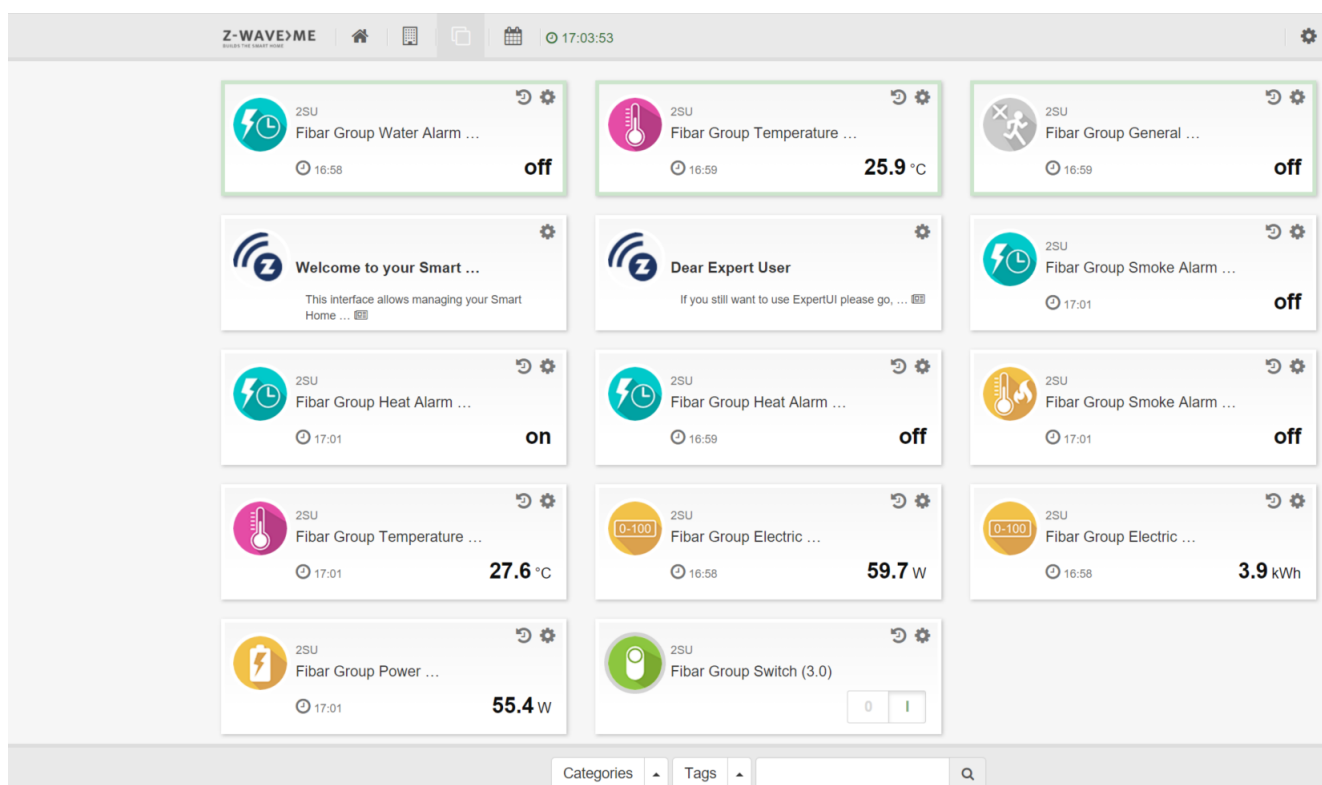 Z-WAVE>ME
BUILDS THE SMART HOME
17:03:53
2SU
Fibar Group Water Alarm ...
16:58
off
2SU
Fibar Group Temperature ...
16:59
25.9 °C
2SU
Fibar Group General ...
16:59
off
Welcome to your Smart ...
This interface allows managing your Smart
Home ...
Dear Expert User
If you still want to use ExpertUI please go, ...
2SU
Fibar Group Smoke Alarm ...
17:01
off
2SU
Fibar Group Heat Alarm ...
17:01
on
2SU
Fibar Group Heat Alarm ...
16:59
off
2SU
Fibar Group Smoke Alarm ...
17:01
off
2SU
Fibar Group Temperature ...
17:01
27.6 °C
0-100
2SU
Fibar Group Electric ...
16:58
59.7 W
0-100
2SU
Fibar Group Electric ...
16:58
3.9 kWh
2SU
Fibar Group Power ...
17:01
55.4 W
2SU
Fibar Group Switch (3.0)
0 I
Categories Tags